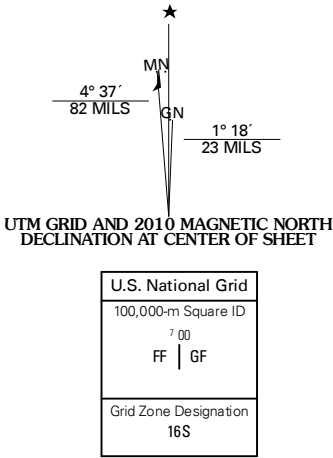 ★
MN
4° 37´
82 MILS
GN
1° 18´
23 MILS
UTM GRID AND 2010 MAGNETIC NORTH
DECLINATION AT CENTER OF SHEET
U.S. National Grid
100,000-m Square ID
7 00
FF | GF
Grid Zone Designation
16S